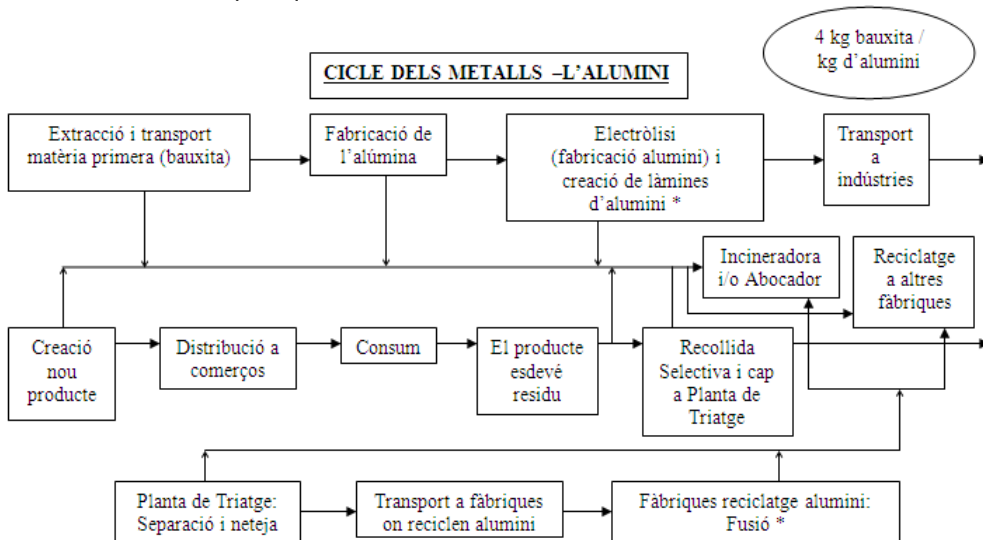 4 kg bauxita /
kg d'alumini
CICLE DELS METALLS –L'ALUMINI
Extracció i transport
matèria primera (bauxita)
Fabricació de
l'alúmina
Electròlisi
(fabricació alumini) i
creació de làmines
d'alumini *
Transport
a
indústries
Incineradora
i/o Abocador
Reciclatge
a altres
fàbriques
Creació
nou
producte
Distribució a
comerços
Consum
El producte
esdevé
residu
Recollida
Selectiva i cap
a Planta de
Triatge
Planta de Triatge:
Separació i neteja
Transport a fàbriques
on reciclen alumini
Fàbriques reciclatge alumini:
Fusió *